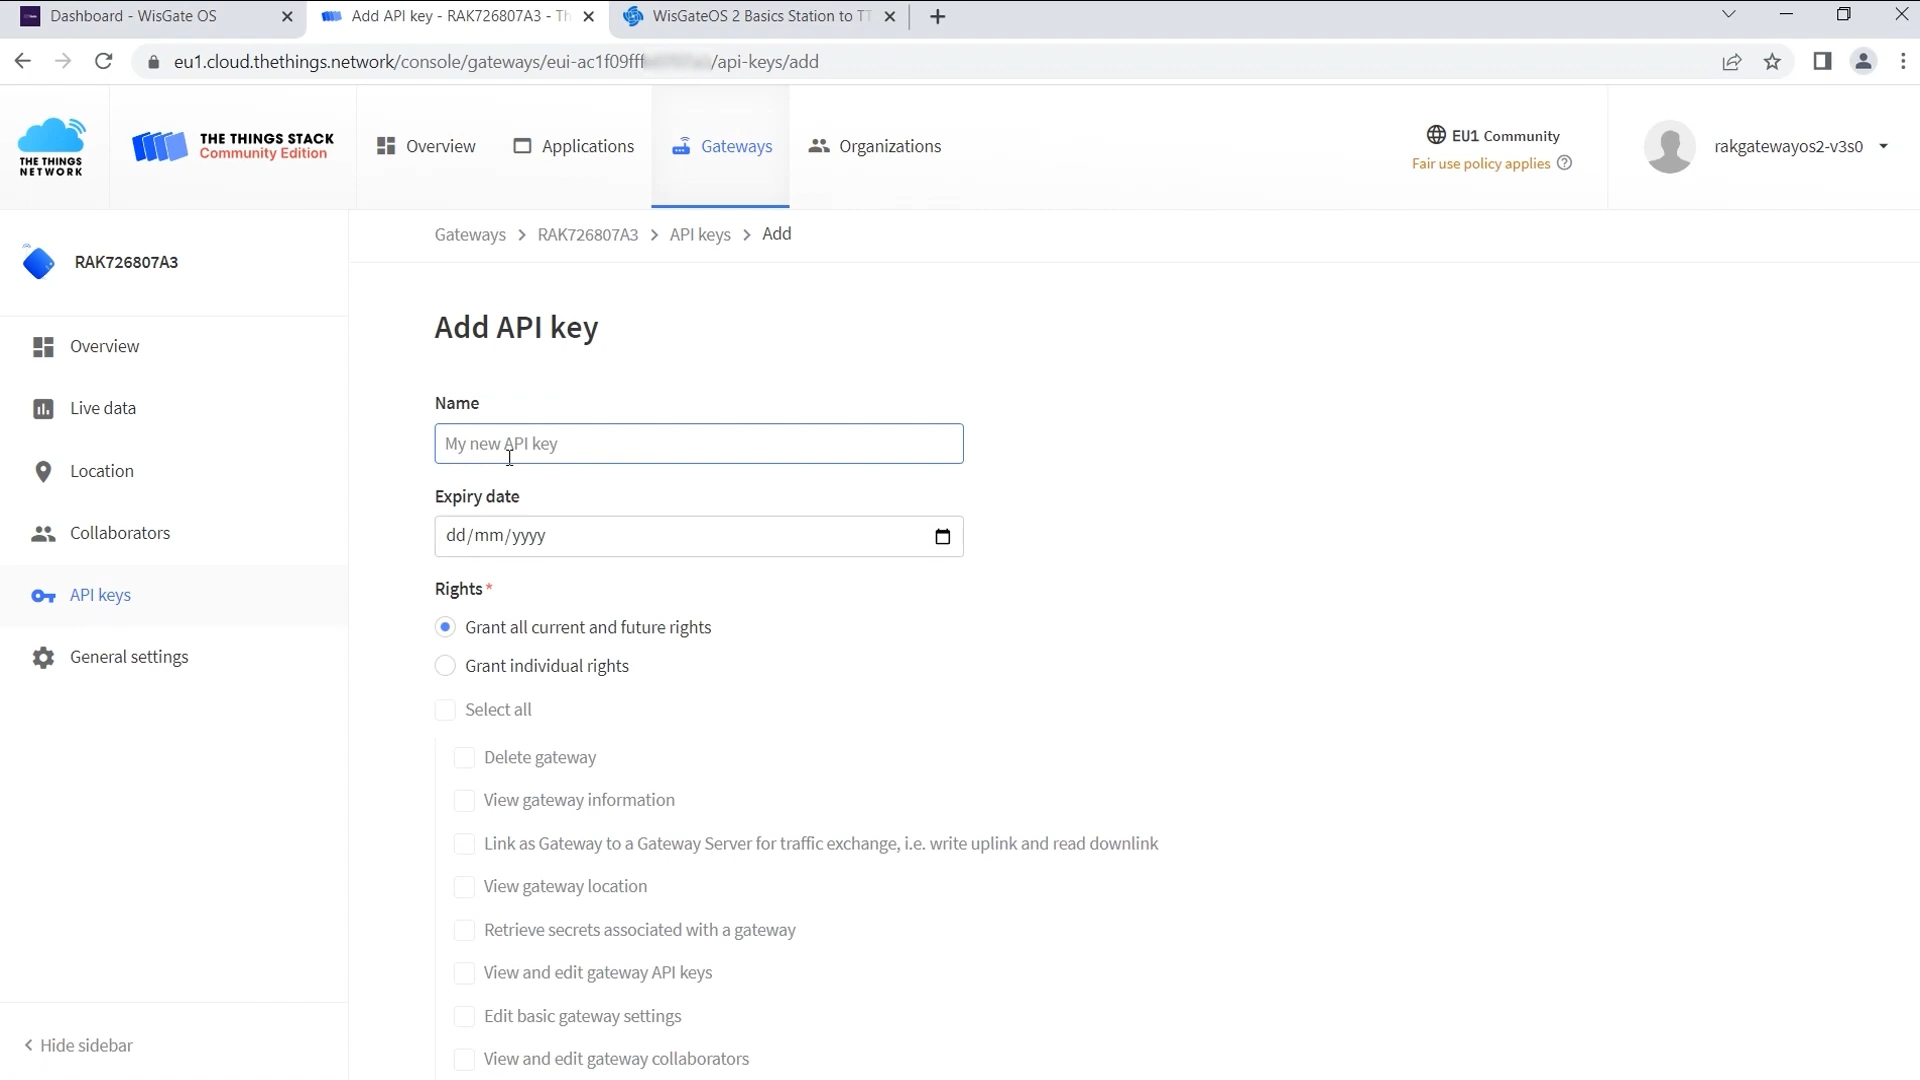 Dashboard - WisGate OS
Add API key - RAK726807A3 - Th
WisGateOS 2 Basics Station to TT
eu1.cloud.thethings.network/console/gateways/eui-ac1f09fff /api-keys/add
THE THINGS NETWORK
THE THINGS STACK
Community Edition
Overview
Applications
Gateways
Organizations
EU1 Community
Fair use policy applies
rakgatewayos2-v3s0
RAK726807A3
Overview
Live data
Location
Collaborators
API keys
General settings
Hide sidebar
Gateways > RAK726807A3 > API keys > Add
Add API key
Name
My new API key
Expiry date
dd/mm/yyyy
Rights*
Grant all current and future rights
Grant individual rights
Select all
Delete gateway
View gateway information
Link as Gateway to a Gateway Server for traffic exchange, i.e. write uplink and read downlink
View gateway location
Retrieve secrets associated with a gateway
View and edit gateway API keys
Edit basic gateway settings
View and edit gateway collaborators